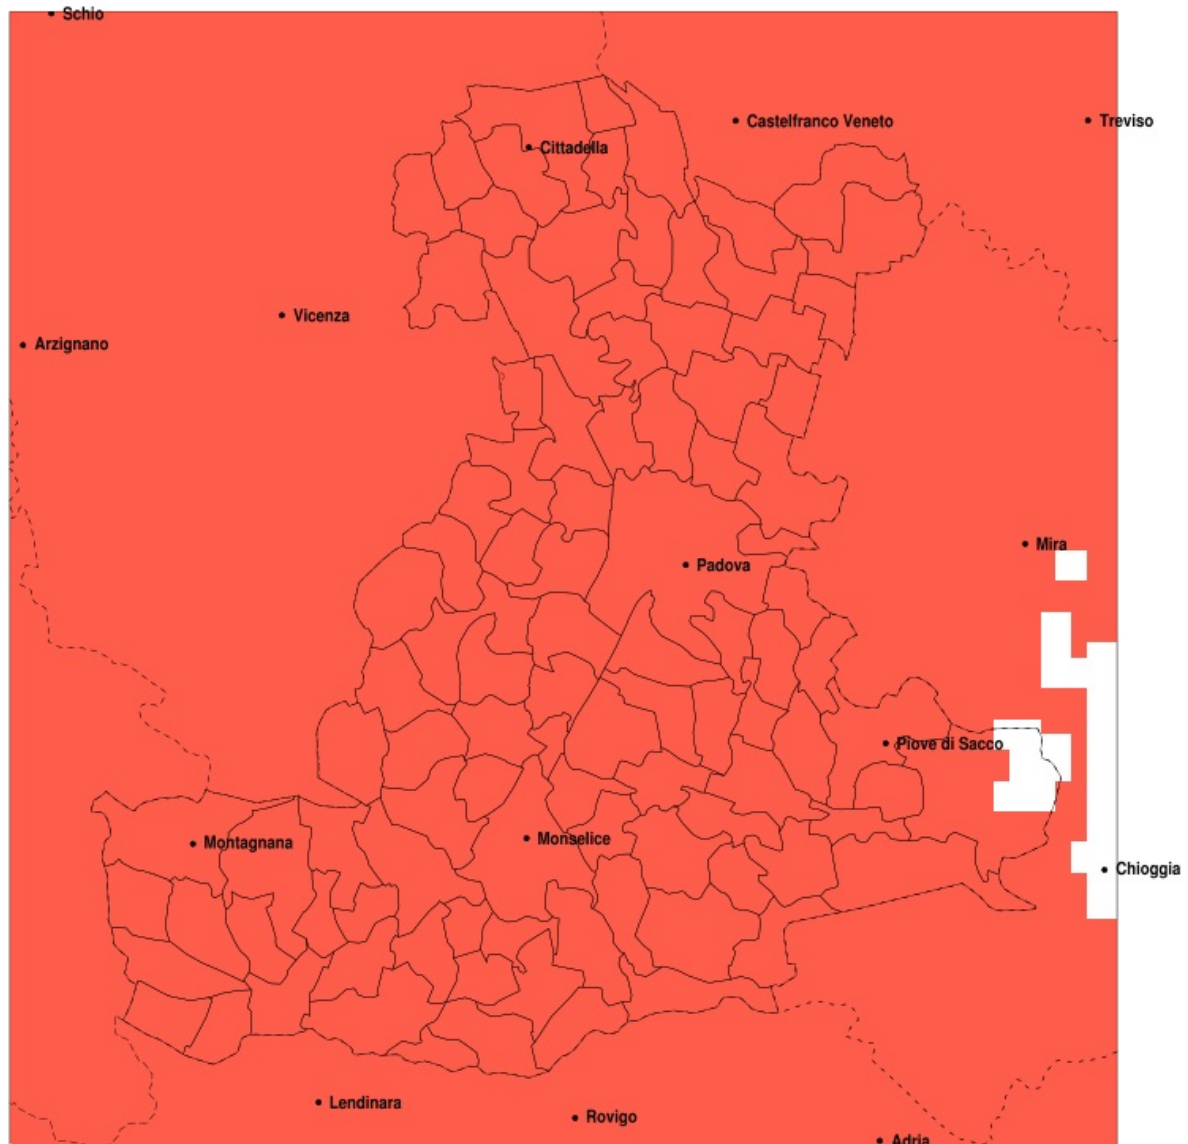 Schio
Castelfranco Veneto
Treviso
Cittadella
Vicenza
Arzignano
Mira
Padova
Piove di Sacco
Montagnana
Monselice
Chioggia
Lendinara
Rovigo
Adria